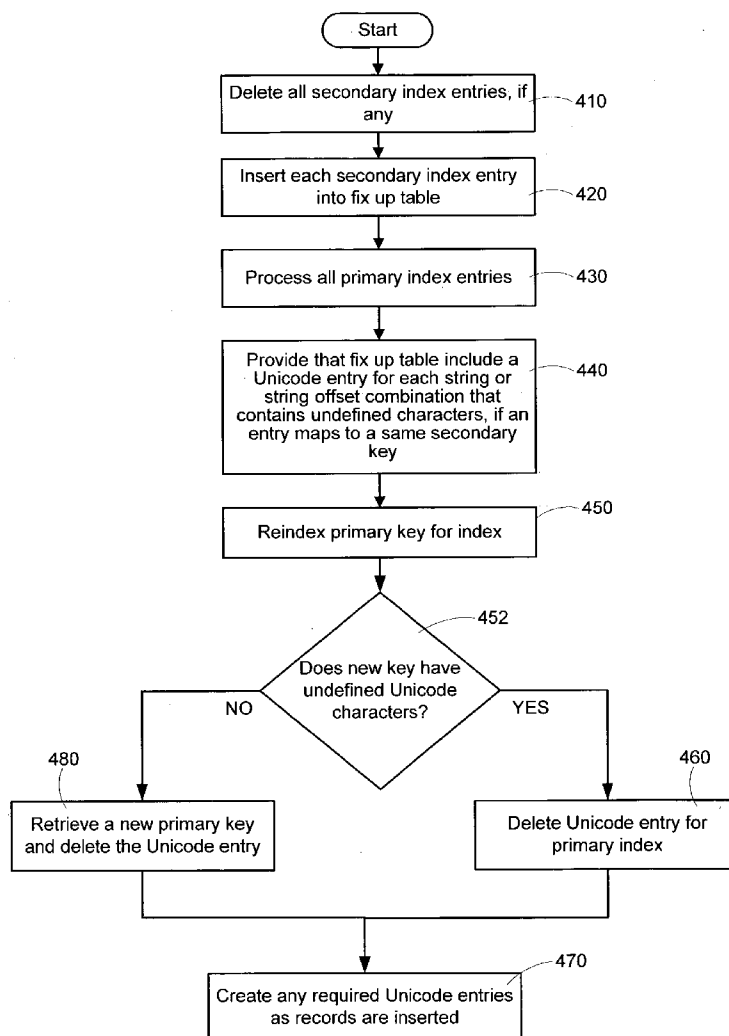 Start
Delete all secondary index entries, if
any
410
Insert each secondary index entry
into fix up table
420
Process all primary index entries
430
Provide that fix up table include a
Unicode entry for each string or
string offset combination that
contains undefined characters, if an
entry maps to a same secondary
key
440
Reindex primary key for index
450
452
Does new key have
undefined Unicode
characters?
NO
YES
480
Retrieve a new primary key
and delete the Unicode entry
460
Delete Unicode entry for
primary index
470
Create any required Unicode entries
as records are inserted